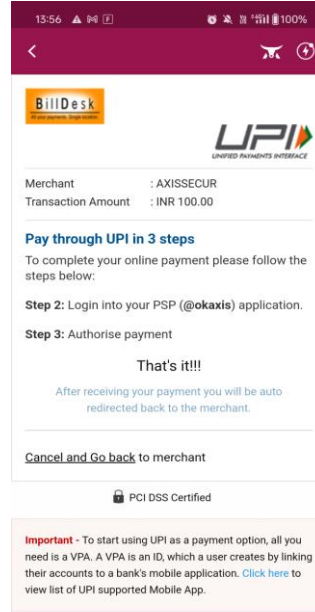 13:56
100%
BillDesk
All your payments. Single location.
UPI
UNIFIED PAYMENTS INTERFACE
Merchant : AXISSECUR
Transaction Amount : INR 100.00
Pay through UPI in 3 steps
To complete your online payment please follow the
steps below:
Step 2: Login into your PSP (@okaxis) application.
Step 3: Authorise payment
That's it!!!
After receiving your payment you will be auto
redirected back to the merchant.
Cancel and Go back to merchant
PCI DSS Certified
Important - To start using UPI as a payment option, all you
need is a VPA. A VPA is an ID, which a user creates by linking
their accounts to a bank's mobile application. Click here to
view list of UPI supported Mobile App.